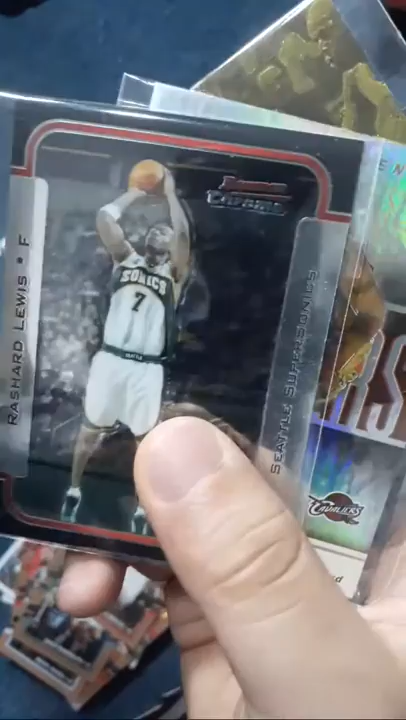 BOWMAN
CHROME
RASHARD LEWIS • F
SONICS
7
SEATTLE SUPERSONICS
CAVALIERS